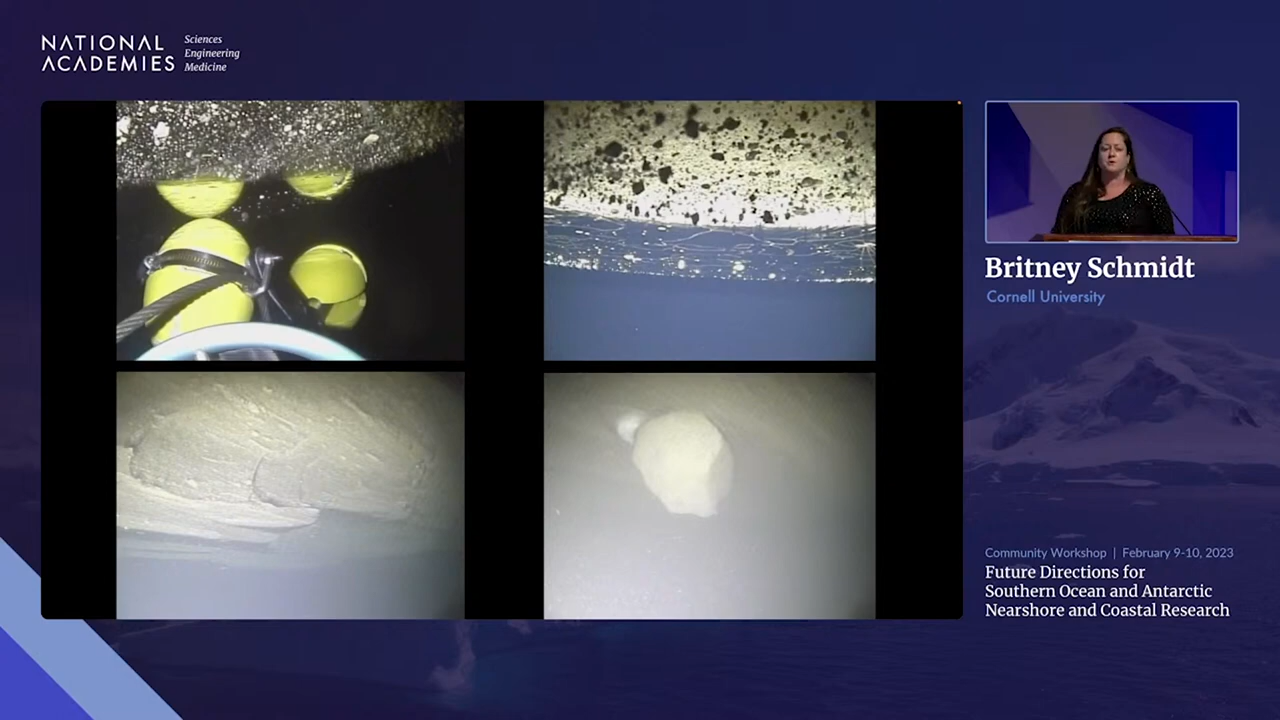 NATIONAL
ACADEMIES
Sciences
Engineering
Medicine
Britney Schmidt
Cornell University
Community Workshop | February 9-10, 2023
Future Directions for
Southern Ocean and Antarctic
Nearshore and Coastal Research